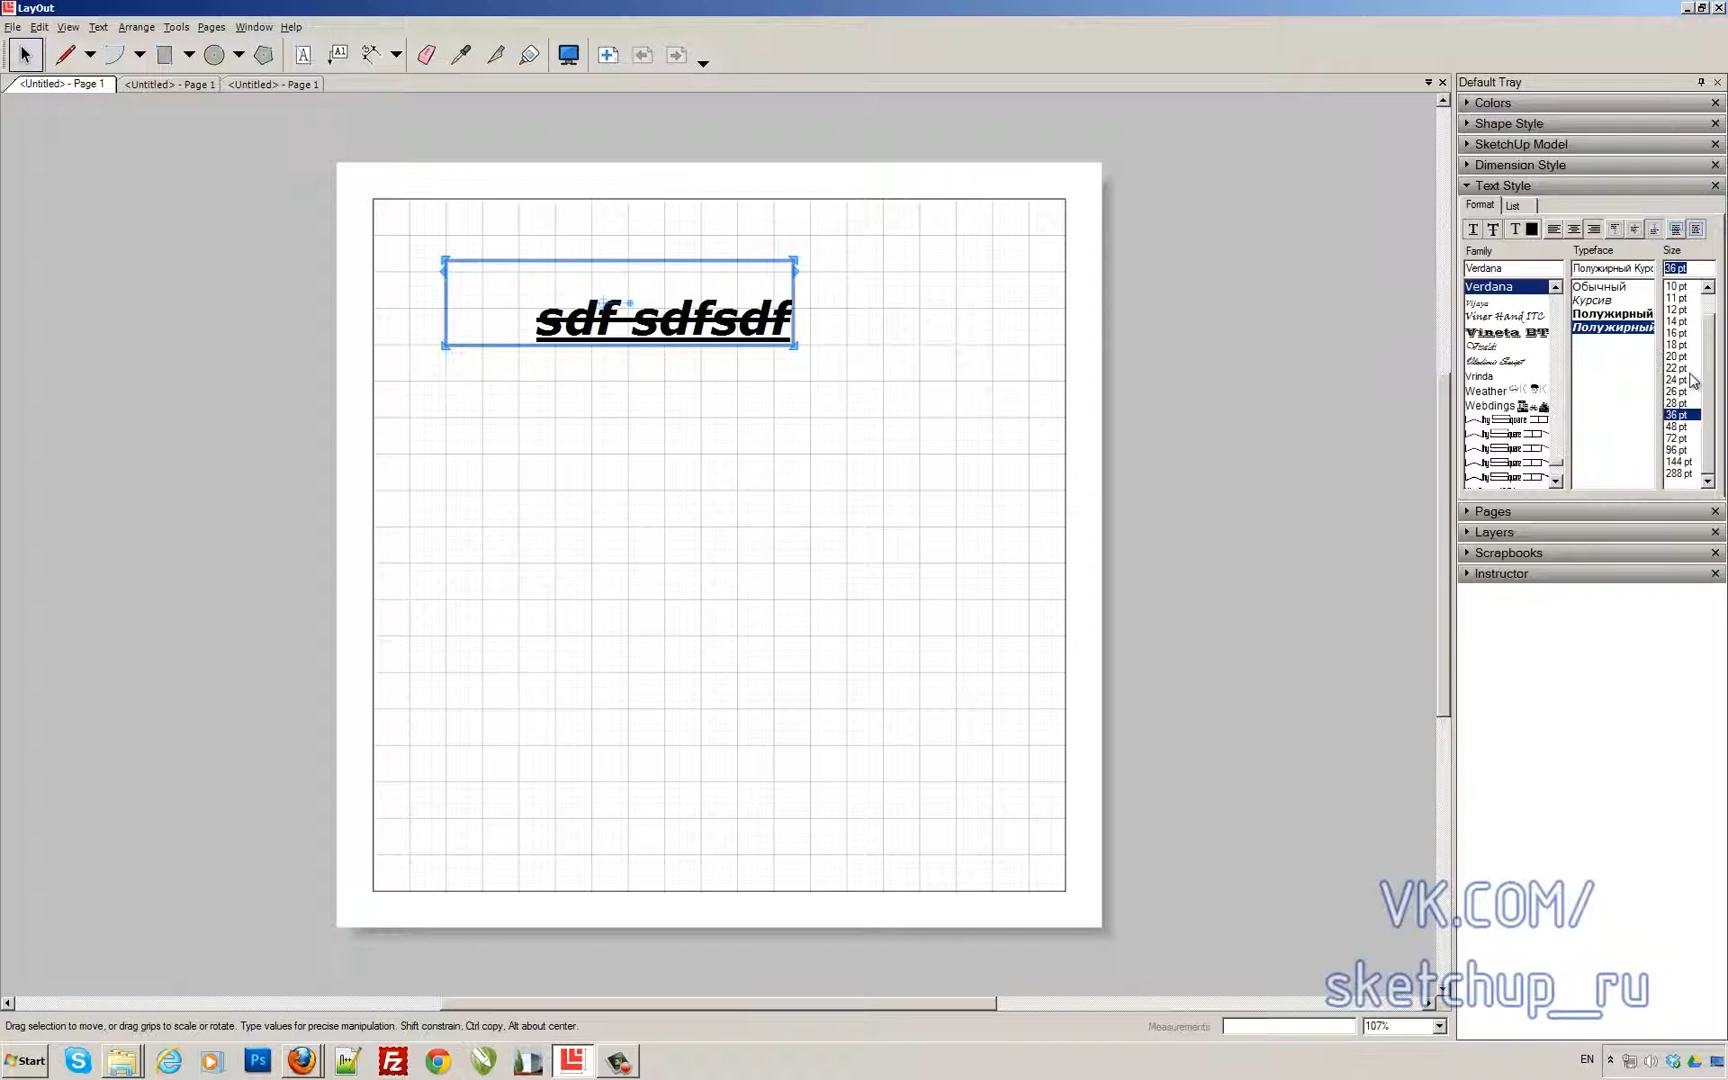 LayOut
File Edit View Text Arrange Tools Pages Window Help
<Untitled> - Page 1 <Untitled> - Page 1 <Untitled> - Page 1
Default Tray
Colors
Shape Style
SketchUp Model
Dimension Style
Text Style
Format List
Family Typeface Size
Verdana Полужирный Курс 36 pt
Verdana Обычный 10 pt
Vijaya Курсив 11 pt
Viner Hand ITC Полужирный 12 pt
Vineta BT Полужирный 14 pt
Vivaldi 16 pt
Vladimir Script 18 pt
Vrinda 20 pt
Weather 22 pt
Webdings 24 pt
26 pt
28 pt
36 pt
48 pt
72 pt
96 pt
144 pt
288 pt
sdf sdfsdf
Pages
Layers
Scrapbooks
Instructor
VK.COM/
sketchup_ru
Drag selection to move, or drag grips to scale or rotate. Type values for precise manipulation. Shift constrain, Ctrl copy, Alt about center.
Measurements 107%
Start
EN